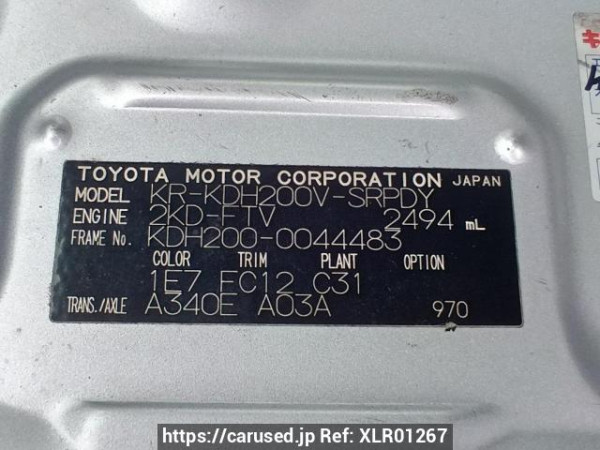 TOYOTA MOTOR CORPORATION JAPAN
MODEL KR-KDH200V-SRPDY
ENGINE 2KD-FTV 2494 mL
FRAME No. KDH200-0044483
COLOR TRIM PLANT OPTION
1E7 EC12 C31
TRANS./AXLE A340E A03A 970
https://carused.jp Ref: XLR01267